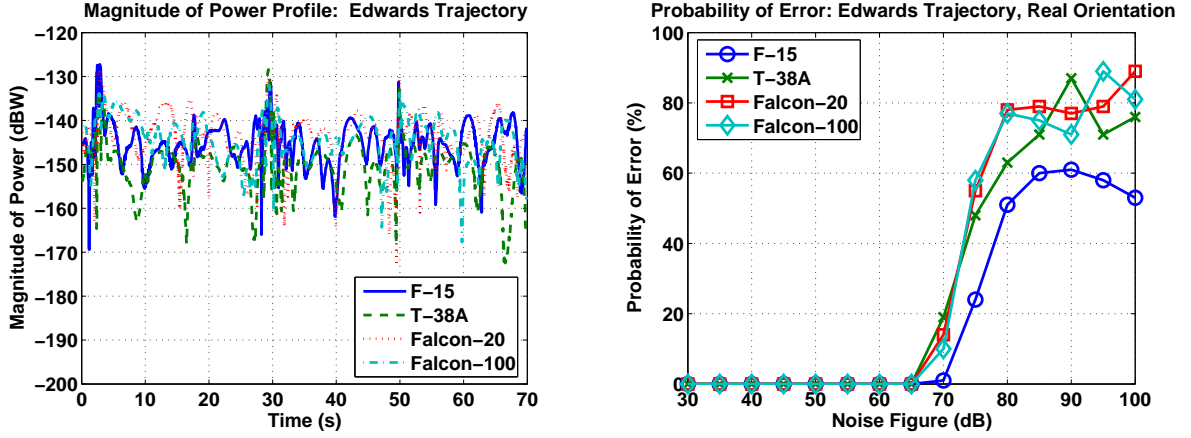 Magnitude of Power Profile:  Edwards Trajectory
Magnitude of Power (dBW)
−120
−130
−140
−150
−160
−170
−180
−190
−200
F−15
T−38A
Falcon−20
Falcon−100
0 10 20 30 40 50 60 70
Time (s)
Probability of Error: Edwards Trajectory, Real Orientation
Probability of Error (%)
100
80
60
40
20
0
F−15
T−38A
Falcon−20
Falcon−100
30 40 50 60 70 80 90 100
Noise Figure (dB)